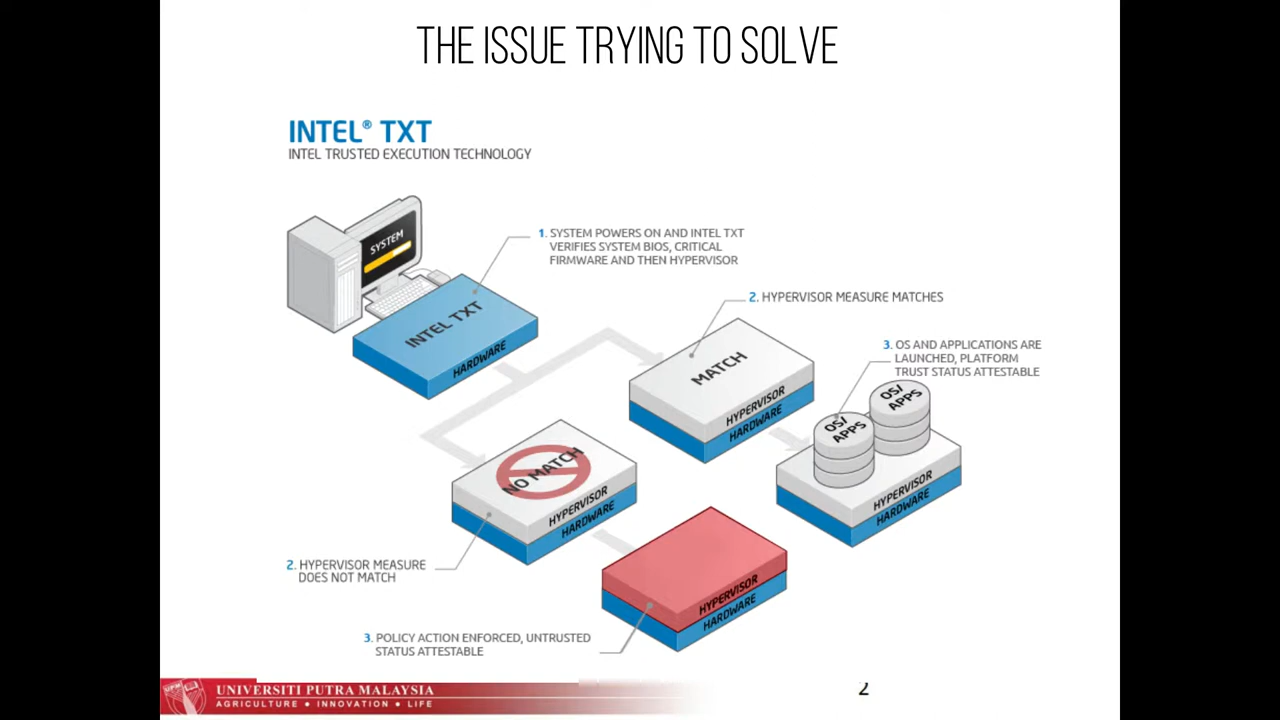 THE ISSUE TRYING TO SOLVE
INTEL® TXT
INTEL TRUSTED EXECUTION TECHNOLOGY
SYSTEM
INTEL TXT
HARDWARE
1. SYSTEM POWERS ON AND INTEL TXT
VERIFIES SYSTEM BIOS, CRITICAL
FIRMWARE AND THEN HYPERVISOR
2. HYPERVISOR MEASURE MATCHES
MATCH
HYPERVISOR
HARDWARE
3. OS AND APPLICATIONS ARE
LAUNCHED, PLATFORM
TRUST STATUS ATTESTABLE
OS/
APPS
OS/
APPS
HYPERVISOR
HARDWARE
NO MATCH
HYPERVISOR
HARDWARE
2. HYPERVISOR MEASURE
DOES NOT MATCH
HYPERVISOR
HARDWARE
3. POLICY ACTION ENFORCED, UNTRUSTED
STATUS ATTESTABLE
UPM
UNIVERSITI PUTRA MALAYSIA
AGRICULTURE • INNOVATION • LIFE
2